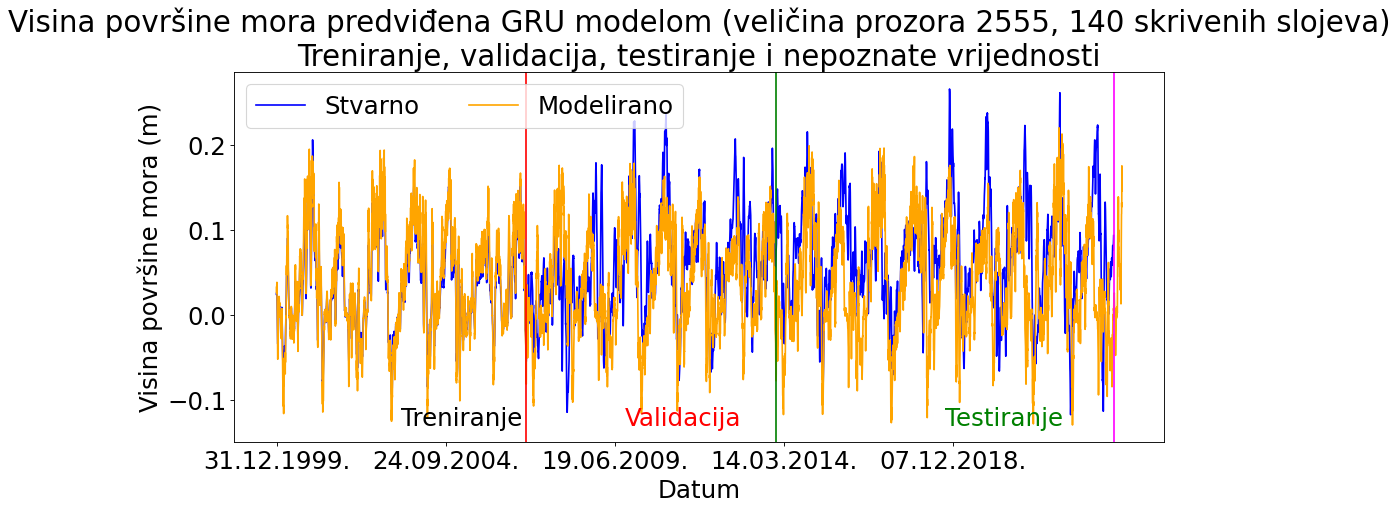 Visina površine mora predviđena GRU modelom (veličina prozora 2555, 140 skrivenih slojeva)
Treniranje, validacija, testiranje i nepoznate vrijednosti
Stvarno
Modelirano
Visina površine mora (m)
0.2
0.1
0.0
−0.1
Treniranje
Validacija
Testiranje
31.12.1999.
24.09.2004.
19.06.2009.
14.03.2014.
07.12.2018.
Datum